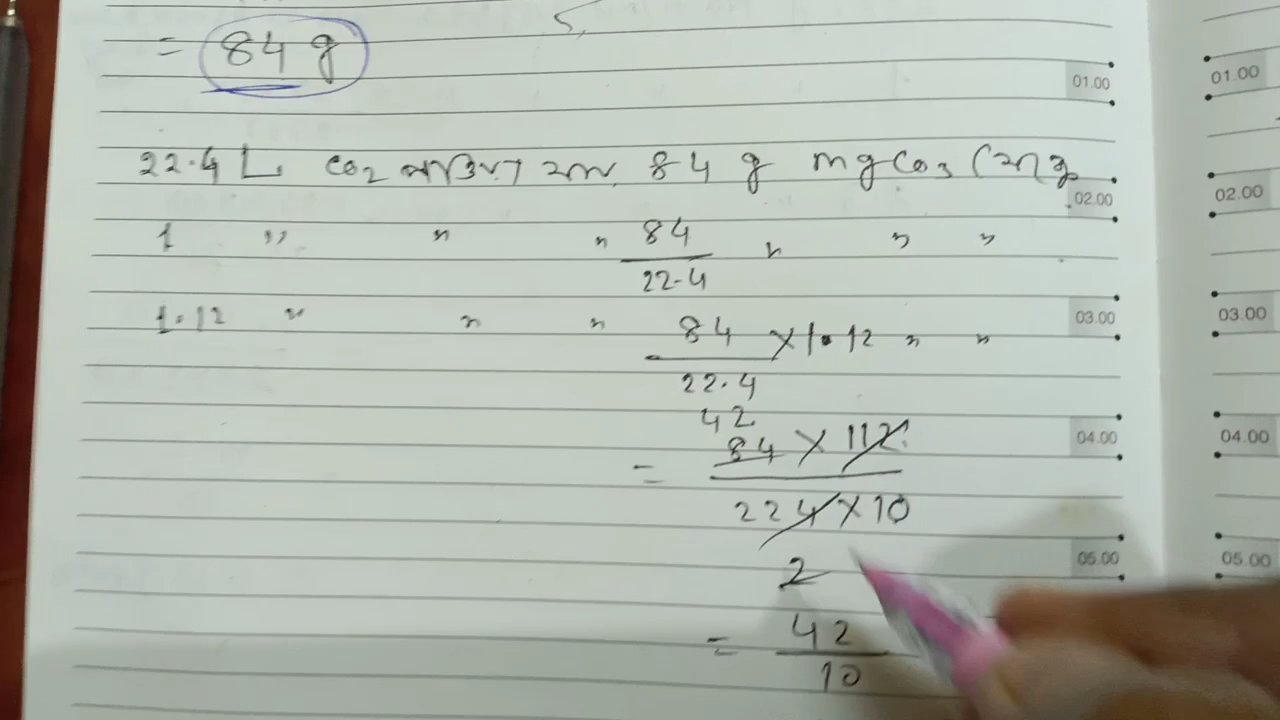 = 84 g
01.00 01.00
22.4 L CO2 পাওয়া যায় 84 g MgCO3 থেকে
02.00 02.00
1 " " " 84/22.4 " " "
1.12 " " " 84/22.4 × 1.12 " "
03.00 03.00
42
= 84 × 112 / 224 × 10
04.00 04.00
2
05.00 05.00
= 42/10